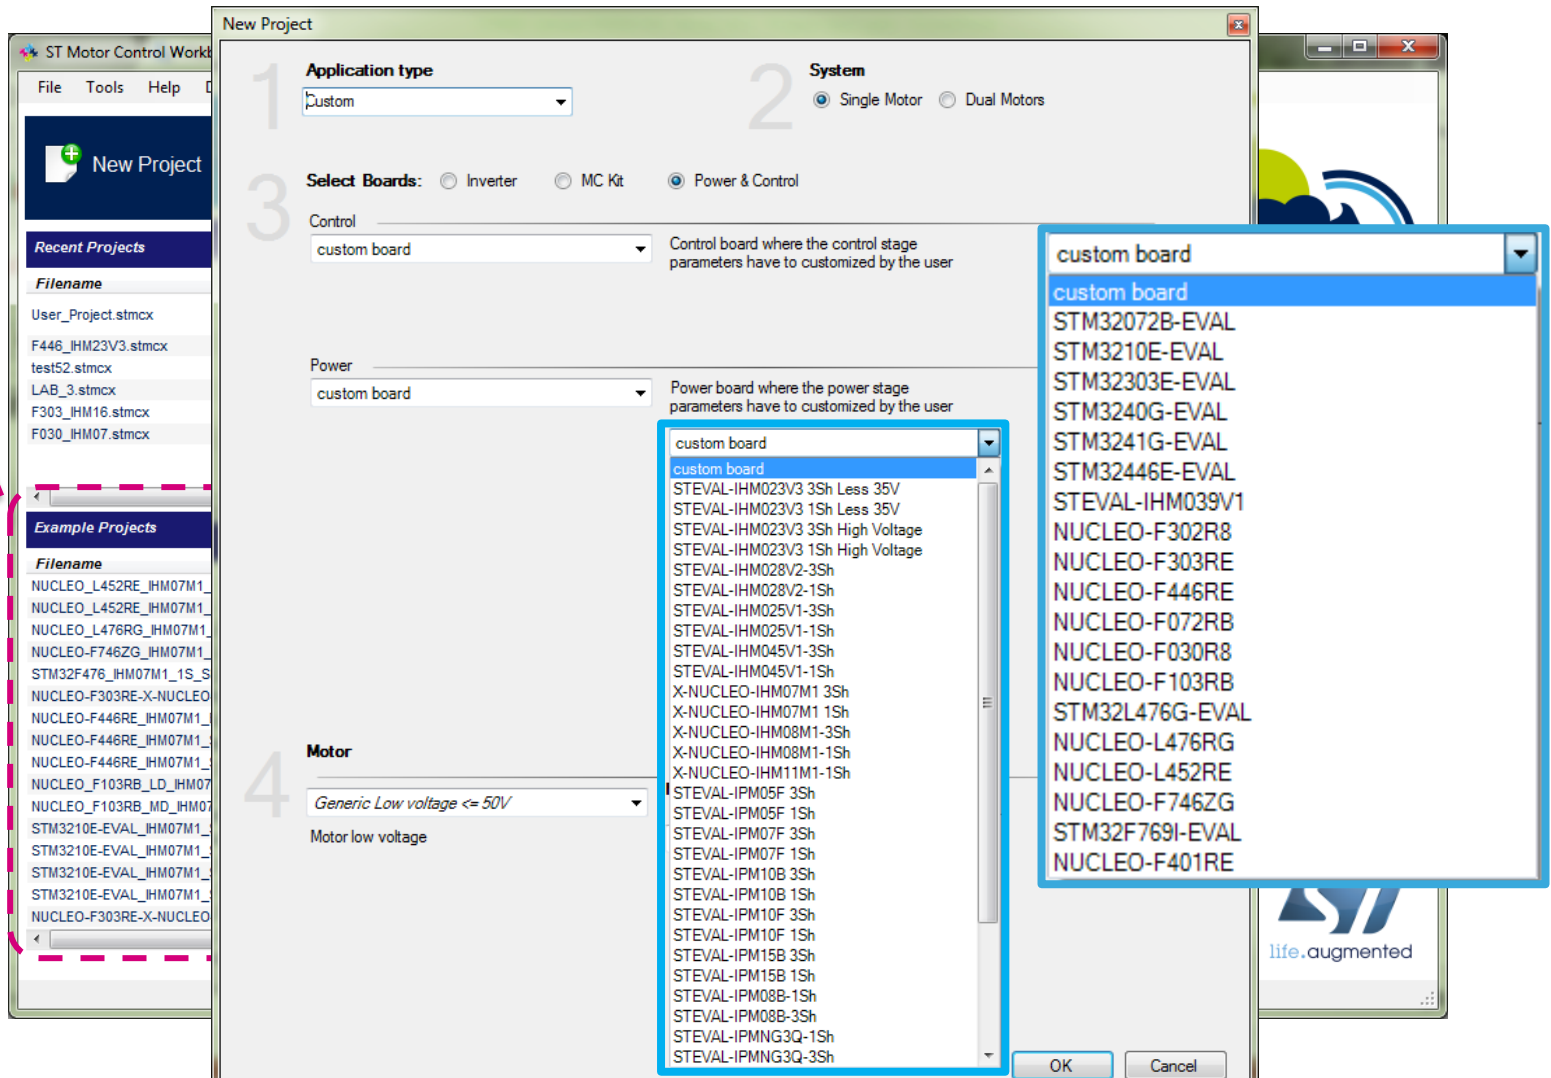 New Project
ST Motor Control Workb
File Tools Help D
New Project
Recent Projects
Filename
User_Project.stmcx
F446_IHM23V3.stmcx
test52.stmcx
LAB_3.stmcx
F303_IHM16.stmcx
F030_IHM07.stmcx
Example Projects
Filename
NUCLEO_L452RE_IHM07M1_
NUCLEO_L452RE_IHM07M1_
NUCLEO_L476RG_IHM07M1_
NUCLEO-F746ZG_IHM07M1_
STM32F476_IHM07M1_1S_S
NUCLEO-F303RE-X-NUCLEO-
NUCLEO-F446RE_IHM07M1_
NUCLEO-F446RE_IHM07M1_
NUCLEO-F446RE_IHM07M1_
NUCLEO_F103RB_LD_IHM07
NUCLEO_F103RB_MD_IHM07
STM3210E-EVAL_IHM07M1_
STM3210E-EVAL_IHM07M1_
STM3210E-EVAL_IHM07M1_
STM3210E-EVAL_IHM07M1_
NUCLEO-F303RE-X-NUCLEO-
1
Application type
Custom
2
System
Single Motor Dual Motors
3
Select Boards: Inverter MC Kit Power & Control
Control
custom board
Control board where the control stage
parameters have to customized by the user
Power
custom board
Power board where the power stage
parameters have to customized by the user
custom board
custom board
STEVAL-IHM023V3 3Sh Less 35V
STEVAL-IHM023V3 1Sh Less 35V
STEVAL-IHM023V3 3Sh High Voltage
STEVAL-IHM023V3 1Sh High Voltage
STEVAL-IHM028V2-3Sh
STEVAL-IHM028V2-1Sh
STEVAL-IHM025V1-3Sh
STEVAL-IHM025V1-1Sh
STEVAL-IHM045V1-3Sh
STEVAL-IHM045V1-1Sh
X-NUCLEO-IHM07M1 3Sh
X-NUCLEO-IHM07M1 1Sh
X-NUCLEO-IHM08M1-3Sh
X-NUCLEO-IHM08M1-1Sh
X-NUCLEO-IHM11M1-1Sh
STEVAL-IPM05F 3Sh
STEVAL-IPM05F 1Sh
STEVAL-IPM07F 3Sh
STEVAL-IPM07F 1Sh
STEVAL-IPM10B 3Sh
STEVAL-IPM10B 1Sh
STEVAL-IPM10F 3Sh
STEVAL-IPM10F 1Sh
STEVAL-IPM15B 3Sh
STEVAL-IPM15B 1Sh
STEVAL-IPM08B-1Sh
STEVAL-IPM08B-3Sh
STEVAL-IPMNG3Q-1Sh
STEVAL-IPMNG3Q-3Sh
4
Motor
Generic Low voltage <= 50V
Motor low voltage
custom board
custom board
STM32072B-EVAL
STM3210E-EVAL
STM32303E-EVAL
STM3240G-EVAL
STM3241G-EVAL
STM32446E-EVAL
STEVAL-IHM039V1
NUCLEO-F302R8
NUCLEO-F303RE
NUCLEO-F446RE
NUCLEO-F072RB
NUCLEO-F030R8
NUCLEO-F103RB
STM32L476G-EVAL
NUCLEO-L476RG
NUCLEO-L452RE
NUCLEO-F746ZG
STM32F769I-EVAL
NUCLEO-F401RE
life.augmented
OK Cancel